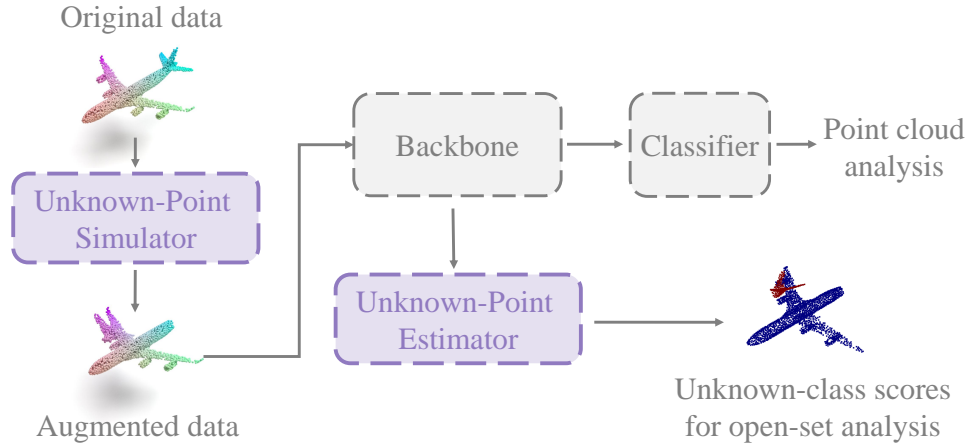 Original data
Unknown-Point
Simulator
Augmented data
Backbone
Classifier
Point cloud
analysis
Unknown-Point
Estimator
Unknown-class scores
for open-set analysis